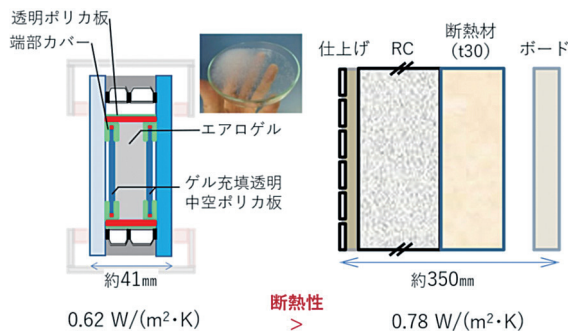 透明ポリカ板
端部カバー
エアロゲル
ゲル充填透明
中空ポリカ板
約41㎜
0.62 W/(m²・K)
断熱性
>
仕上げ
RC
断熱材
(t30)
ボード
約350㎜
0.78 W/(m²・K)